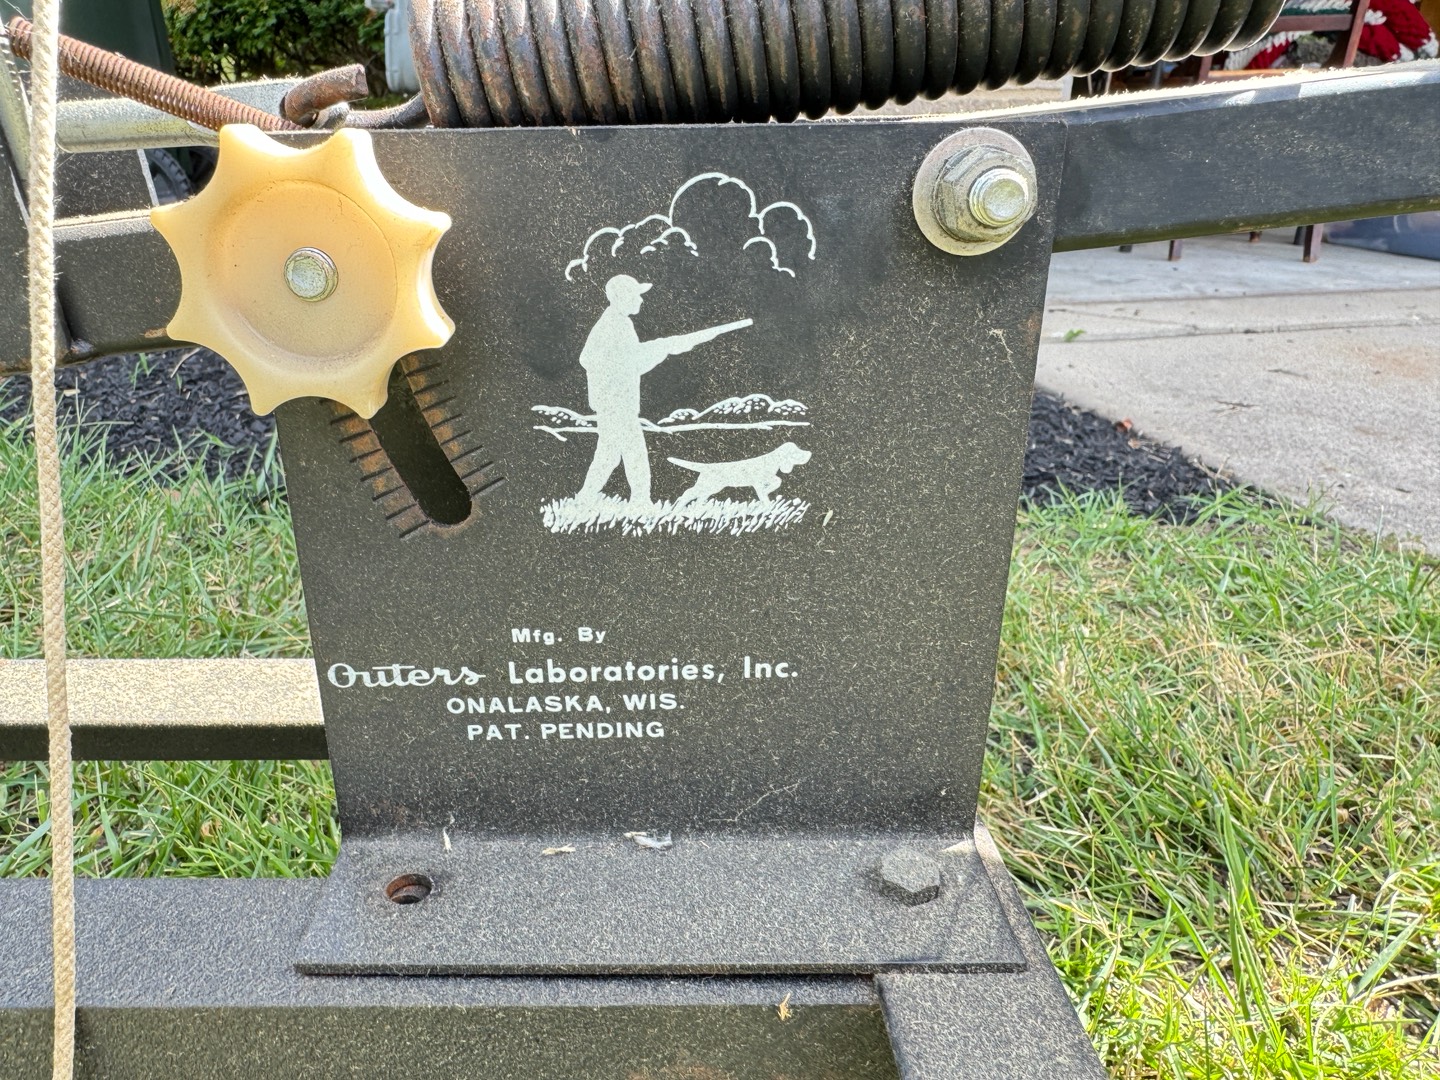 Mfg. By
Outers Laboratories, Inc.
ONALASKA, WIS.
PAT. PENDING